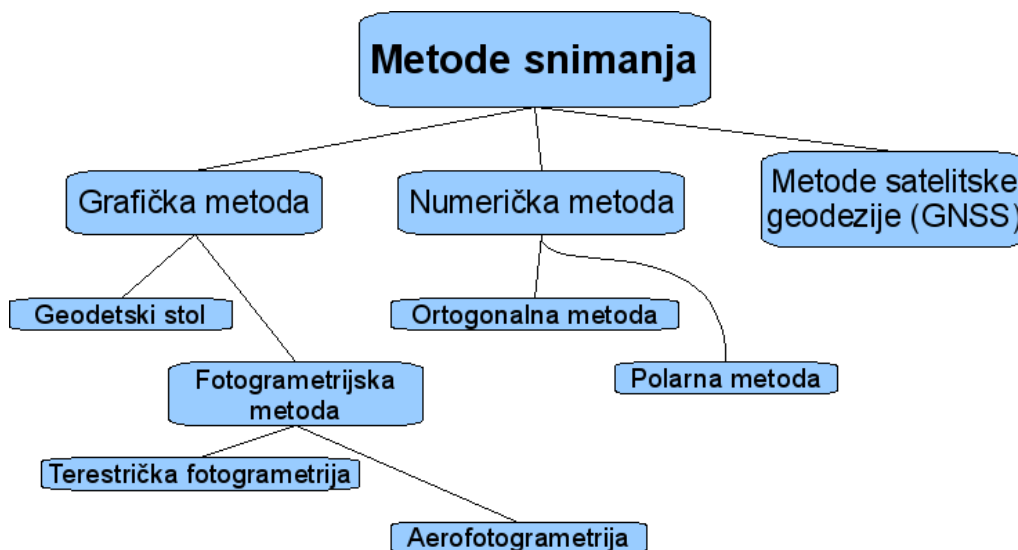 Metode snimanja
Grafička metoda
Numerička metoda
Metode satelitske
geodezije (GNSS)
Geodetski stol
Ortogonalna metoda
Fotogrametrijska
metoda
Polarna metoda
Terestrička fotogrametrija
Aerofotogrametrija